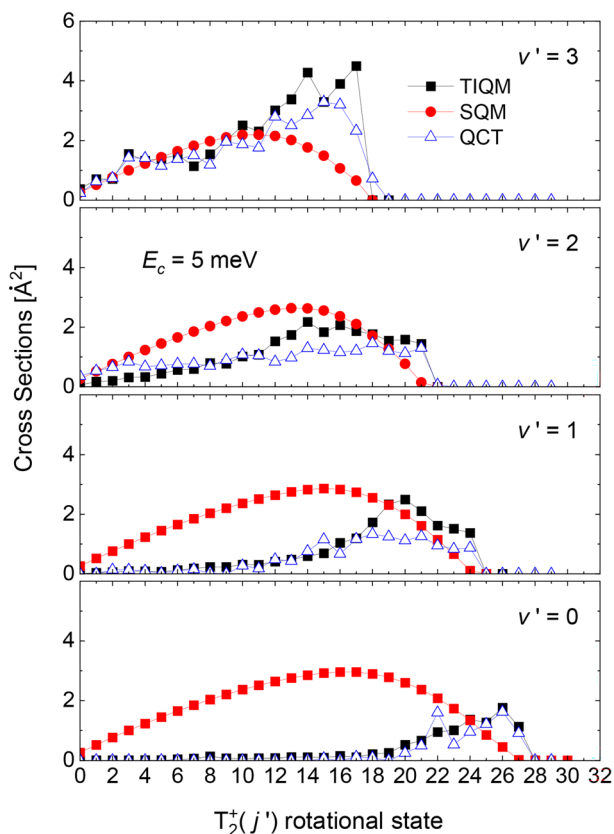 v ' = 3
TIQM
SQM
QCT
6
4
2
0
v ' = 2
E_c = 5 meV
4
2
0
v ' = 1
4
2
0
v ' = 0
4
2
0
0 2 4 6 8 10 12 14 16 18 20 22 24 26 28 30 32
Cross Sections [Å²]
T₂⁺(j') rotational state